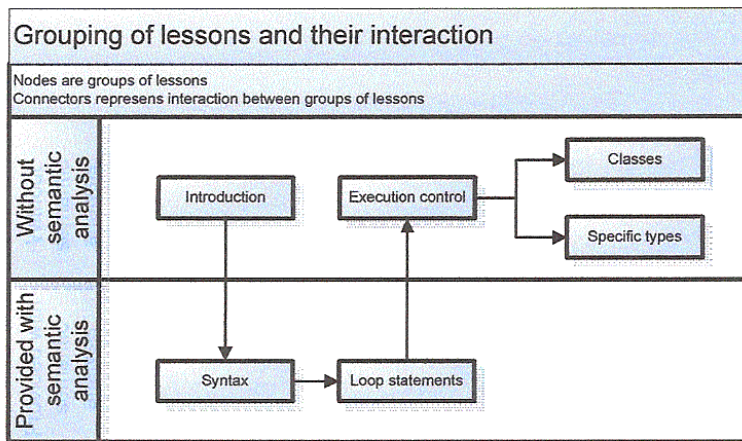 Grouping of lessons and their interaction
Nodes are groups of lessons
Connectors represens interaction between groups of lessons
Without
semantic
analysis
Introduction
Execution control
Classes
Specific types
Provided with
semantic
analysis
Syntax
Loop statements